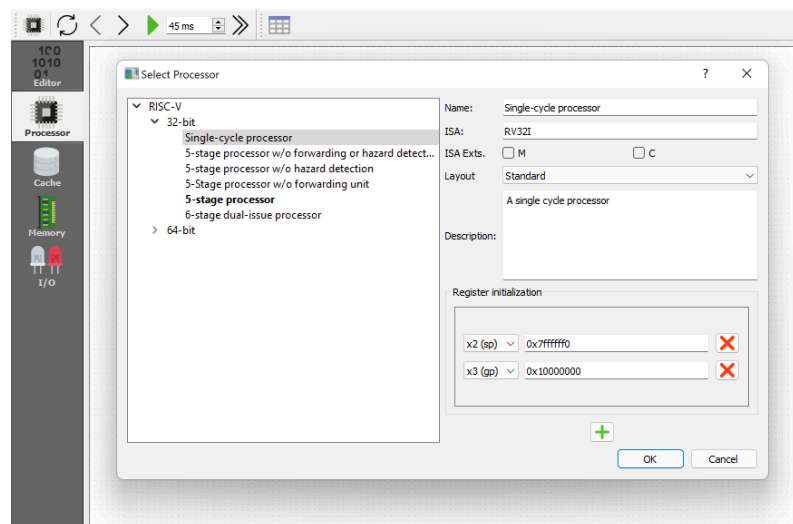 45 ms
1C0
1010
01
Editor
Processor
Cache
Memory
I/O
Select Processor
?
RISC-V
32-bit
Single-cycle processor
5-stage processor w/o forwarding or hazard detect...
5-stage processor w/o hazard detection
5-Stage processor w/o forwarding unit
5-stage processor
6-stage dual-issue processor
64-bit
Name: Single-cycle processor
ISA: RV32I
ISA Exts. M C
Layout Standard
Description: A single cycle processor
Register initialization
x2 (sp) 0x7ffffff0
x3 (gp) 0x10000000
OK Cancel